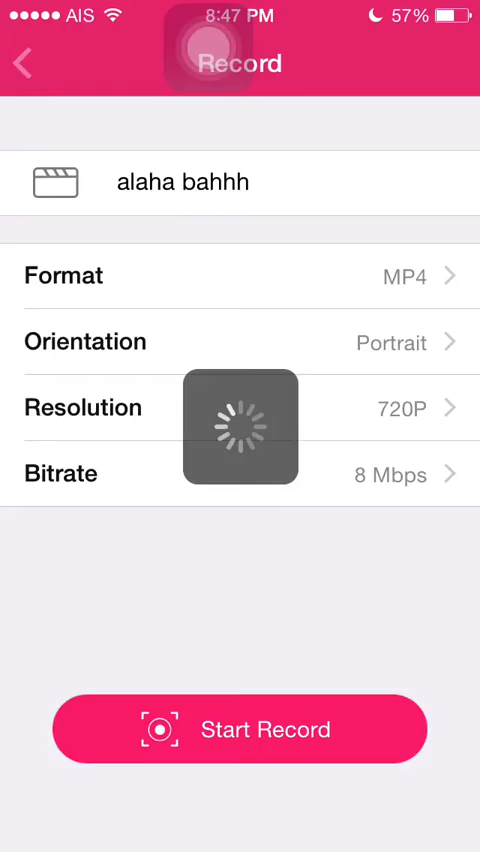 AIS 8:47 PM 57%
Record
alaha bahhh
Format MP4
Orientation Portrait
Resolution 720P
Bitrate 8 Mbps
Start Record